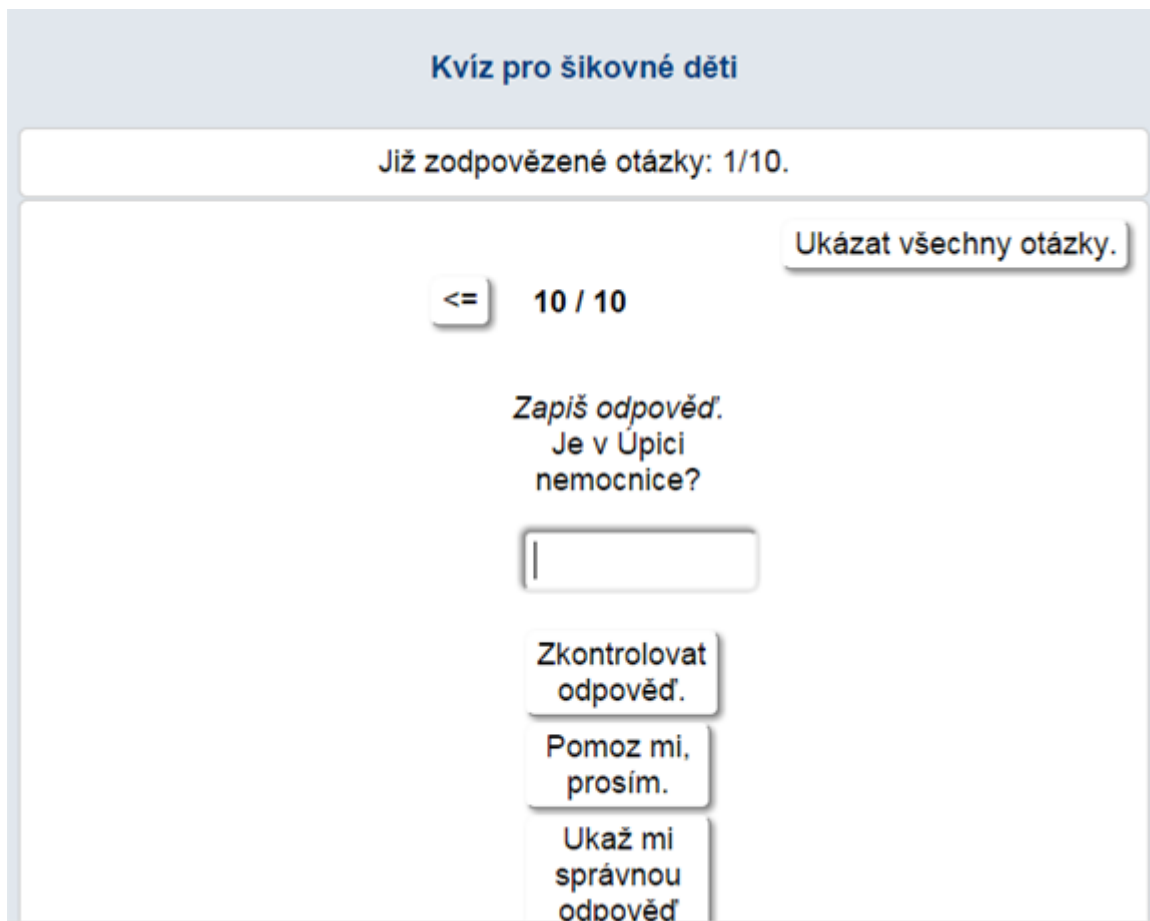 Kvíz pro šikovné děti
Již zodpovězené otázky: 1/10.
Ukázat všechny otázky.
<= 10 / 10
Zapiš odpověď.
Je v Úpici
nemocnice?
Zkontrolovat
odpověď.
Pomoz mi,
prosím.
Ukaž mi
správnou
odpověď